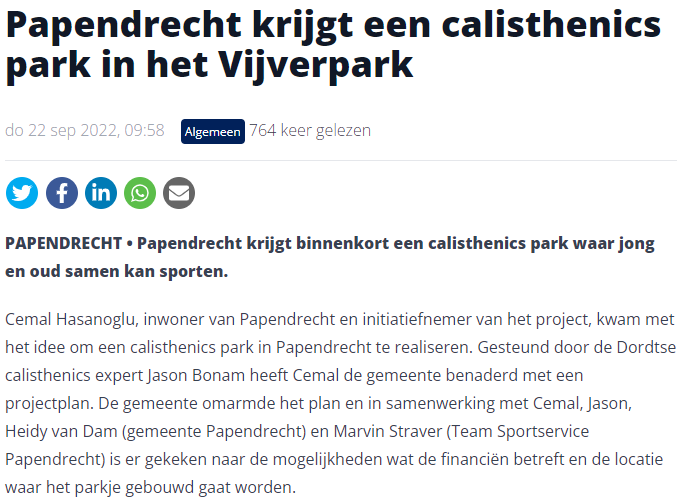 Papendrecht krijgt een calisthenics
park in het Vijverpark
do 22 sep 2022, 09:58 Algemeen 764 keer gelezen
PAPENDRECHT • Papendrecht krijgt binnenkort een calisthenics park waar jong
en oud samen kan sporten.
Cemal Hasanoglu, inwoner van Papendrecht en initiatiefnemer van het project, kwam met
het idee om een calisthenics park in Papendrecht te realiseren. Gesteund door de Dordtse
calisthenics expert Jason Bonam heeft Cemal de gemeente benaderd met een
projectplan. De gemeente omarmde het plan en in samenwerking met Cemal, Jason,
Heidy van Dam (gemeente Papendrecht) en Marvin Straver (Team Sportservice
Papendrecht) is er gekeken naar de mogelijkheden wat de financiën betreft en de locatie
waar het parkje gebouwd gaat worden.